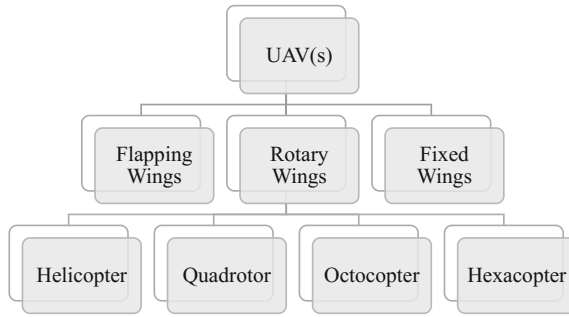 UAV(s)
Flapping
Wings
Rotary
Wings
Fixed
Wings
Helicopter
Quadrotor
Octocopter
Hexacopter